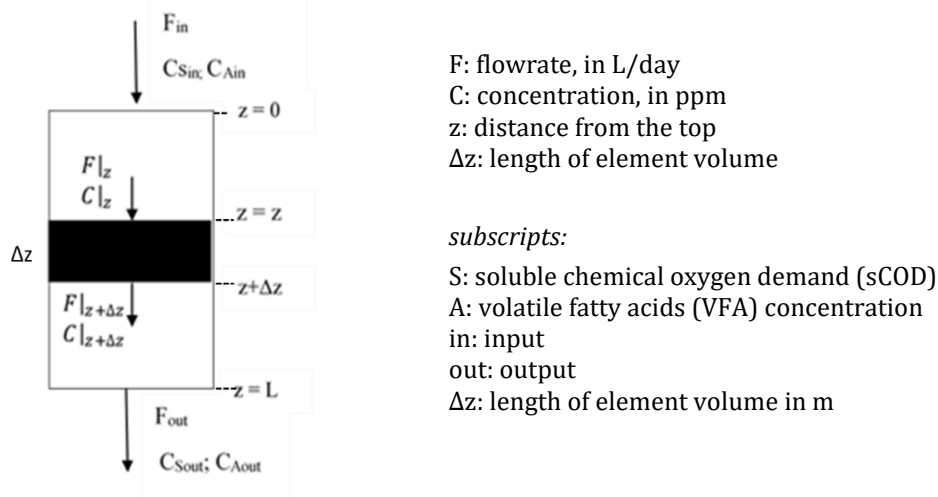 F_in
C_Sin; C_Ain
z = 0
F|_z
C|_z
z = z
Δz
z+Δz
F|_z+Δz
C|_z+Δz
z = L
F_out
C_Sout; C_Aout
F: flowrate, in L/day
C: concentration, in ppm
z: distance from the top
Δz: length of element volume
subscripts:
S: soluble chemical oxygen demand (sCOD)
A: volatile fatty acids (VFA) concentration
in: input
out: output
Δz: length of element volume in m